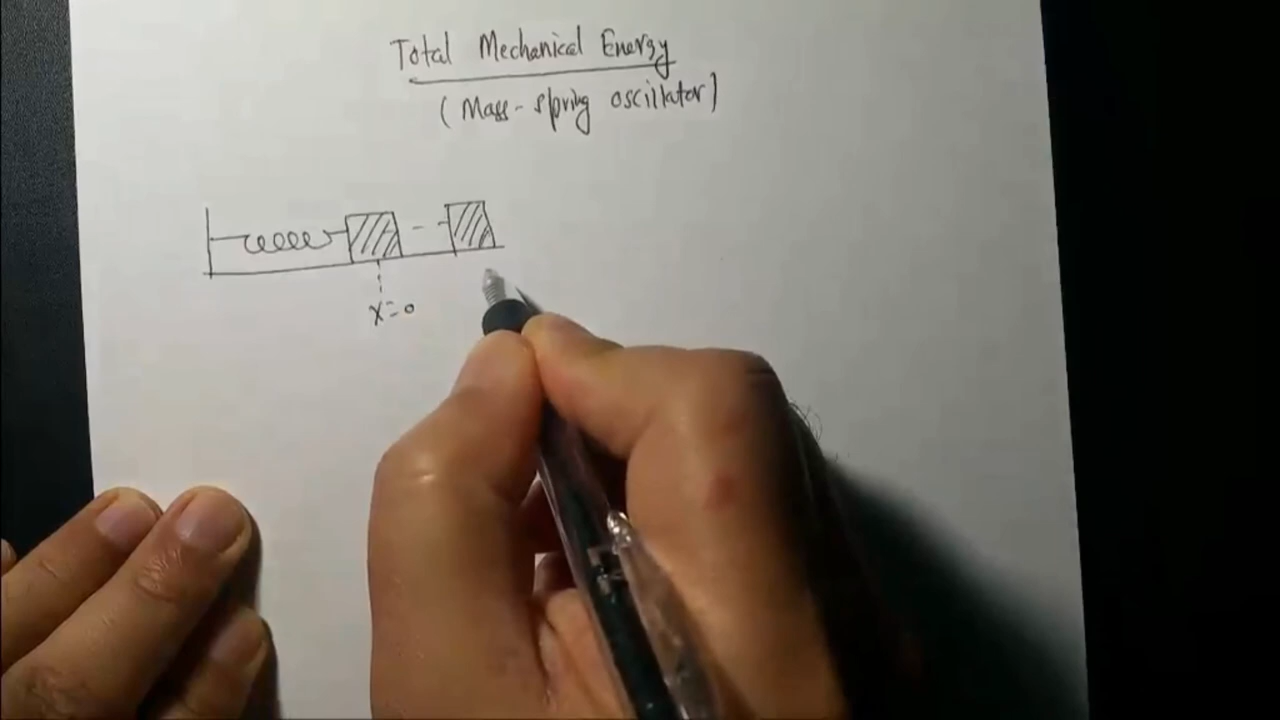 Total Mechanical Energy
(Mass-spring oscillator)
x=0